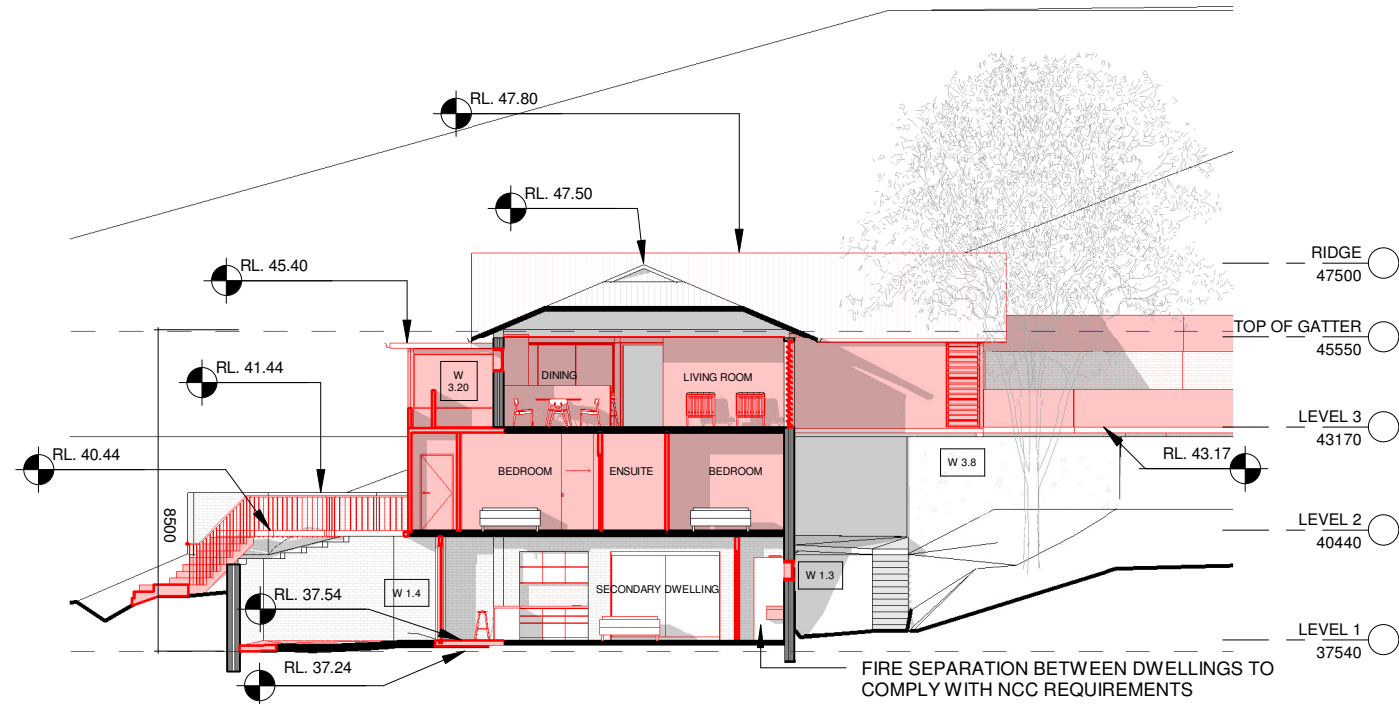 RL. 47.80
RL. 47.50
RL. 45.40
RIDGE
47500
TOP OF GATTER
45550
RL. 41.44
W
3.20
DINING
LIVING ROOM
LEVEL 3
43170
RL. 40.44
BEDROOM
ENSUITE
BEDROOM
W 3.8
RL. 43.17
8500
LEVEL 2
40440
W 1.4
RL. 37.54
SECONDARY DWELLING
W 1.3
LEVEL 1
37540
RL. 37.24
FIRE SEPARATION BETWEEN DWELLINGS TO
COMPLY WITH NCC REQUIREMENTS